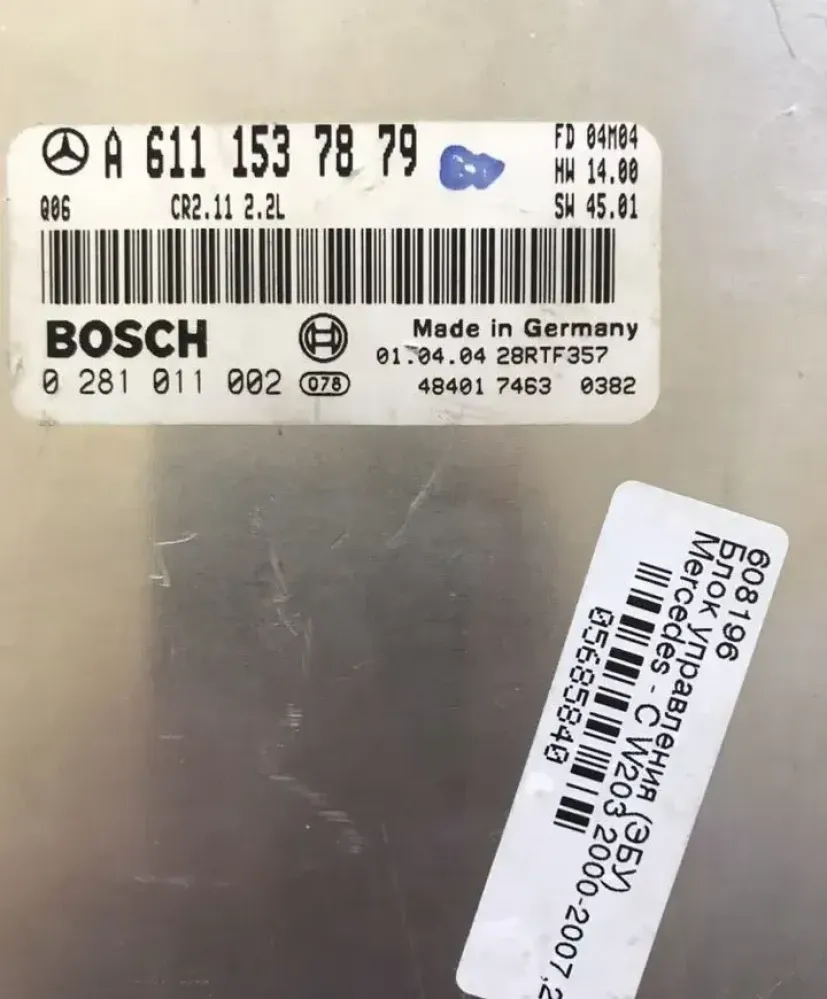 A 611 153 78 79
FD 04M04
HW 14.00
Q06 CR2.11 2.2L SW 45.01
BOSCH Made in Germany
01.04.04 28RTF357
0 281 011 002 078 48401 7463 0382
608196
Блок управления (ЭБУ)
Mercedes - C W203 2000-2007,2
05685840